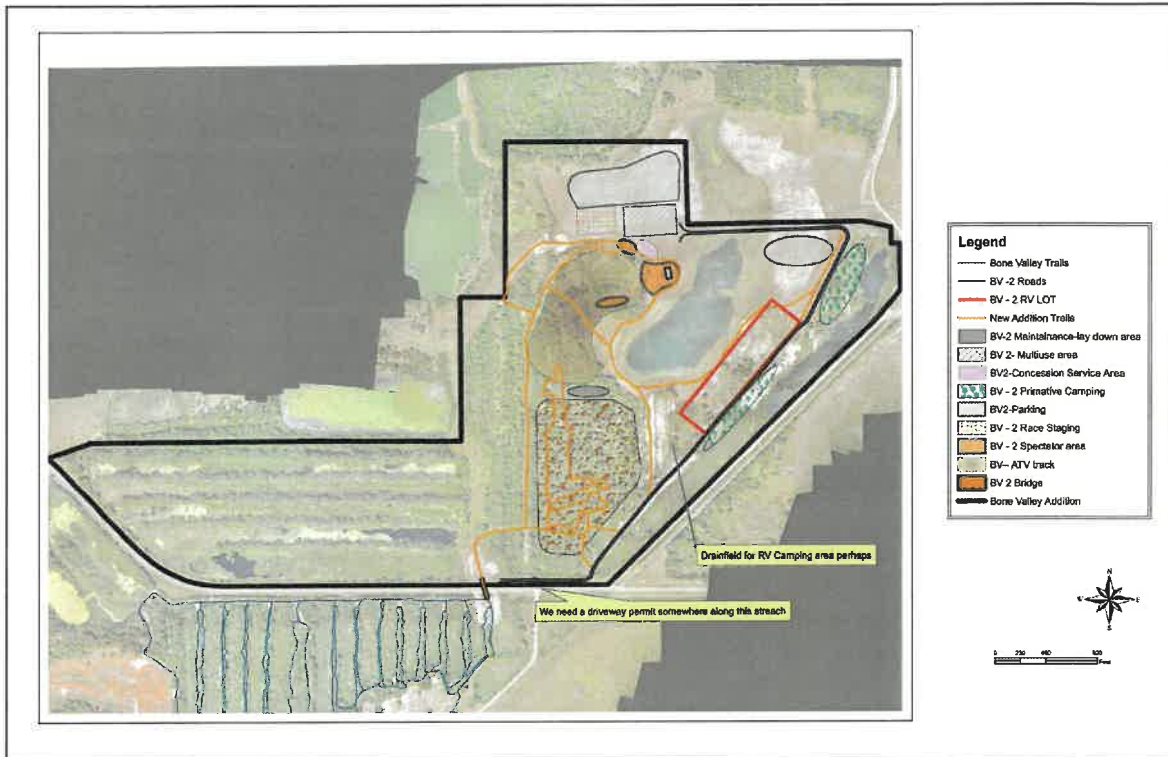 Drainfield for RV Camping area perhaps
We need a driveway permit somewhere along this streach
Legend
Bone Valley Trails
BV -2 Roads
BV - 2 RV LOT
New Addition Trails
BV-2 Maintainance-lay down area
BV 2- Multiuse area
BV2-Concession Service Area
BV - 2 Primative Camping
BV2-Parking
BV - 2 Race Staging
BV - 2 Spectator area
BV-- ATV track
BV 2 Bridge
Bone Valley Addition
N
W
E
S
0
Feet